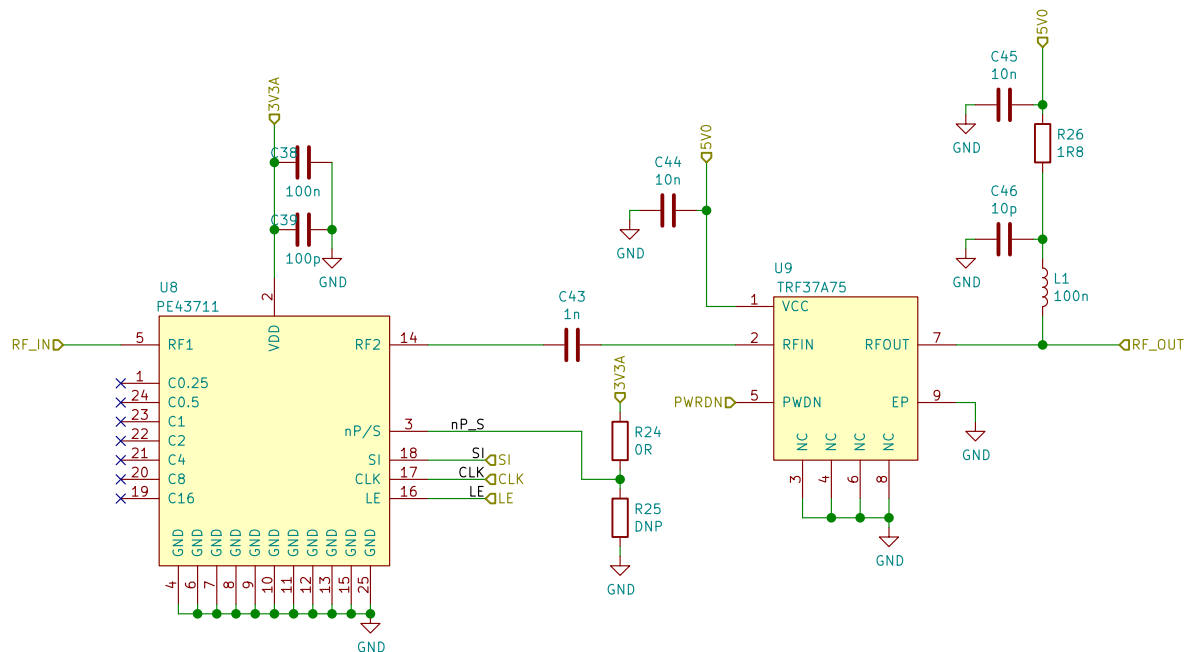 5V0
C45
10n
GND
R26
1R8
3V3A
C38
100n
C39
100p
GND
5V0
C44
10n
GND
C46
10p
GND
L1
100n
U8
PE43711
2
VDD
RF_IN
5
RF1
RF2
14
C43
1n
U9
TRF37A75
1
VCC
2
RFIN
RFOUT
7
RF_OUT
PWRDN
5
PWDN
EP
9
GND
NC
NC
NC
NC
3
4
6
8
GND
1
C0.25
24
C0.5
23
C1
22
C2
21
C4
20
C8
19
C16
nP/S
3
nP_S
SI
18
SI
SI
CLK
17
CLK
CLK
LE
16
LE
LE
3V3A
R24
0R
R25
DNP
GND
GND
GND
GND
GND
GND
GND
GND
GND
GND
GND
GND
4
6
7
8
9
10
11
12
13
15
25
GND